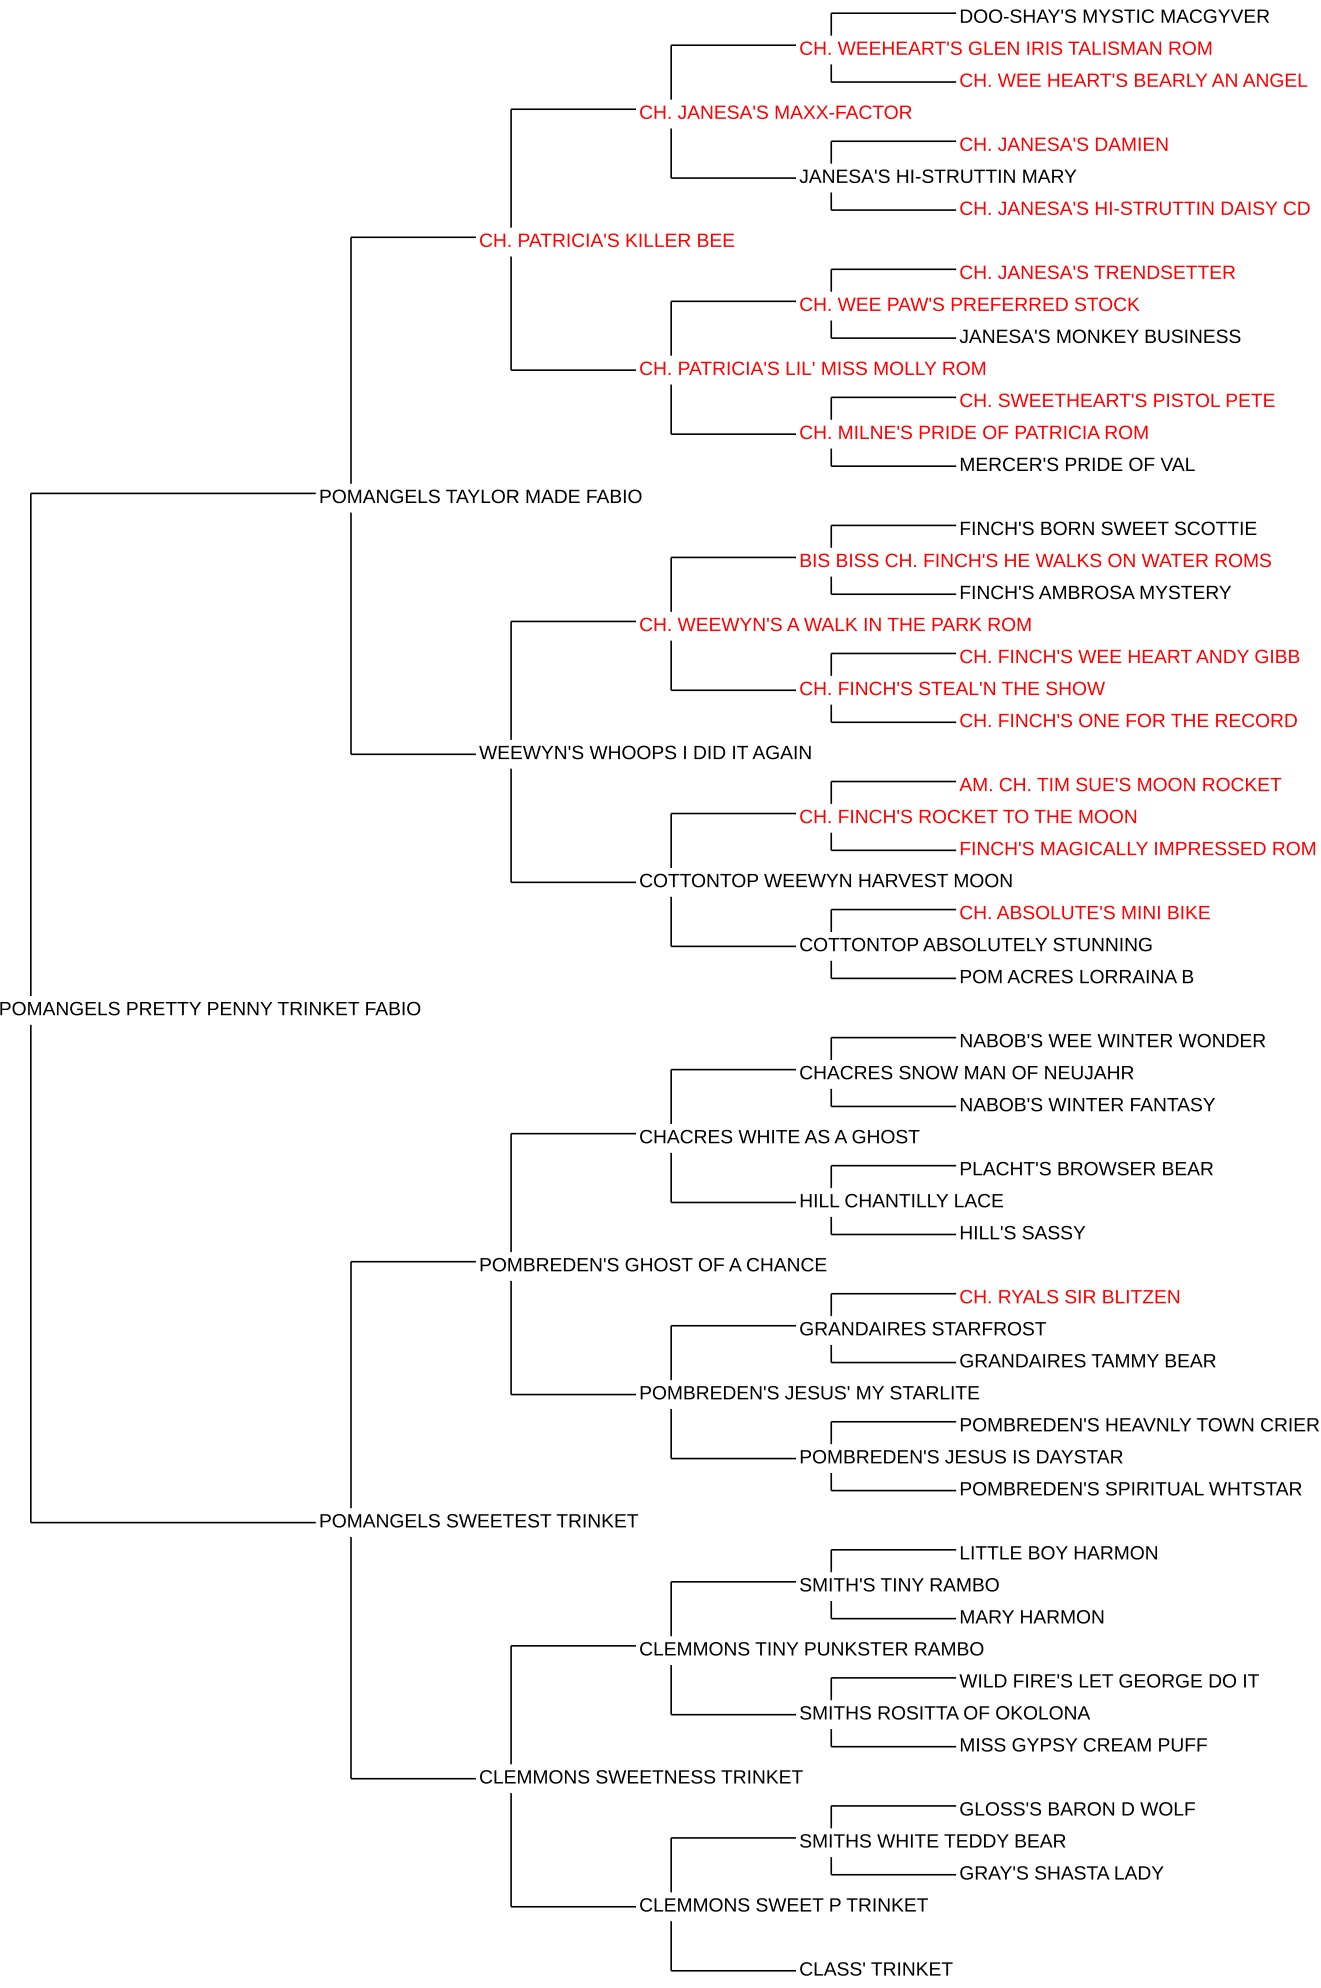 DOO-SHAY'S MYSTIC MACGYVER
CH. WEEHEART'S GLEN IRIS TALISMAN ROM
CH. WEE HEART'S BEARLY AN ANGEL
CH. JANESA'S MAXX-FACTOR
CH. JANESA'S DAMIEN
JANESA'S HI-STRUTTIN MARY
CH. JANESA'S HI-STRUTTIN DAISY CD
CH. PATRICIA'S KILLER BEE
CH. JANESA'S TRENDSETTER
CH. WEE PAW'S PREFERRED STOCK
JANESA'S MONKEY BUSINESS
CH. PATRICIA'S LIL' MISS MOLLY ROM
CH. SWEETHEART'S PISTOL PETE
CH. MILNE'S PRIDE OF PATRICIA ROM
MERCER'S PRIDE OF VAL
POMANGELS TAYLOR MADE FABIO
FINCH'S BORN SWEET SCOTTIE
BIS BISS CH. FINCH'S HE WALKS ON WATER ROMS
FINCH'S AMBROSA MYSTERY
CH. WEEWYN'S A WALK IN THE PARK ROM
CH. FINCH'S WEE HEART ANDY GIBB
CH. FINCH'S STEAL'N THE SHOW
CH. FINCH'S ONE FOR THE RECORD
WEEWYN'S WHOOPS I DID IT AGAIN
AM. CH. TIM SUE'S MOON ROCKET
CH. FINCH'S ROCKET TO THE MOON
FINCH'S MAGICALLY IMPRESSED ROM
COTTONTOP WEEWYN HARVEST MOON
CH. ABSOLUTE'S MINI BIKE
COTTONTOP ABSOLUTELY STUNNING
POM ACRES LORRAINA B
POMANGELS PRETTY PENNY TRINKET FABIO
NABOB'S WEE WINTER WONDER
CHACRES SNOW MAN OF NEUJAHR
NABOB'S WINTER FANTASY
CHACRES WHITE AS A GHOST
PLACHT'S BROWSER BEAR
HILL CHANTILLY LACE
HILL'S SASSY
POMBREDEN'S GHOST OF A CHANCE
CH. RYALS SIR BLITZEN
GRANDAIRES STARFROST
GRANDAIRES TAMMY BEAR
POMBREDEN'S JESUS' MY STARLITE
POMBREDEN'S HEAVNLY TOWN CRIER
POMBREDEN'S JESUS IS DAYSTAR
POMBREDEN'S SPIRITUAL WHTSTAR
POMANGELS SWEETEST TRINKET
LITTLE BOY HARMON
SMITH'S TINY RAMBO
MARY HARMON
CLEMMONS TINY PUNKSTER RAMBO
WILD FIRE'S LET GEORGE DO IT
SMITHS ROSITTA OF OKOLONA
MISS GYPSY CREAM PUFF
CLEMMONS SWEETNESS TRINKET
GLOSS'S BARON D WOLF
SMITHS WHITE TEDDY BEAR
GRAY'S SHASTA LADY
CLEMMONS SWEET P TRINKET
CLASS' TRINKET